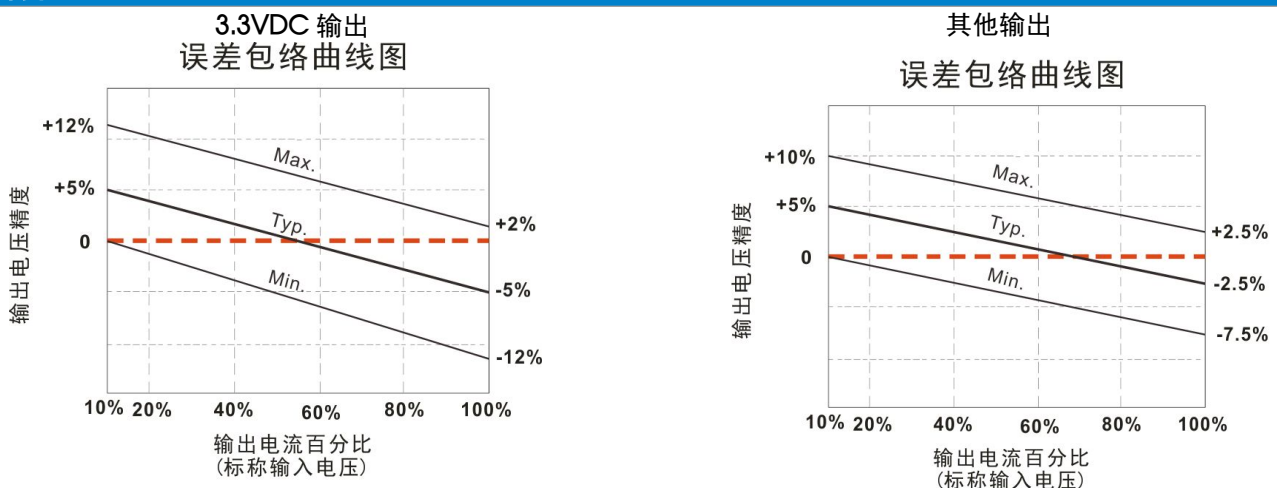 3.3VDC 输出
误差包络曲线图
+12%
+5%
0
Max.
Typ.
Min.
+2%
-5%
-12%
输出电压精度
10% 20% 40% 60% 80% 100%
输出电流百分比
(标称输入电压)
其他输出
误差包络曲线图
+10%
+5%
0
Max.
Typ.
Min.
+2.5%
-2.5%
-7.5%
输出电压精度
10% 20% 40% 60% 80% 100%
输出电流百分比
(标称输入电压)